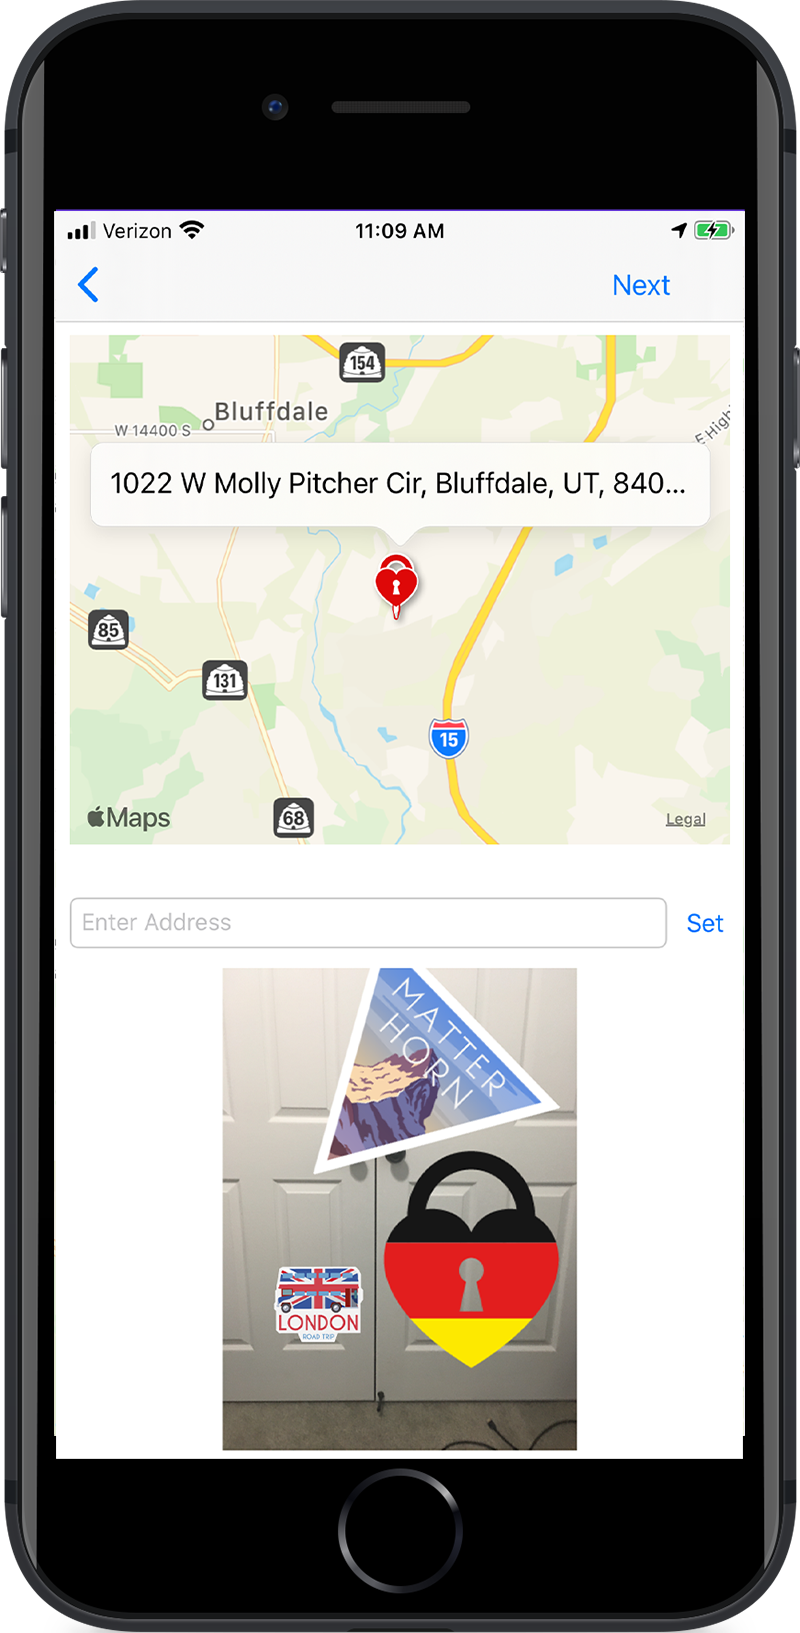 Verizon 11:09 AM
Next
154
Bluffdale
W 14400 S
E High
1022 W Molly Pitcher Cir, Bluffdale, UT, 840...
85
131
15
68
Maps
Legal
Enter Address
Set
MATTER
HORN
LONDON
ROAD TRIP